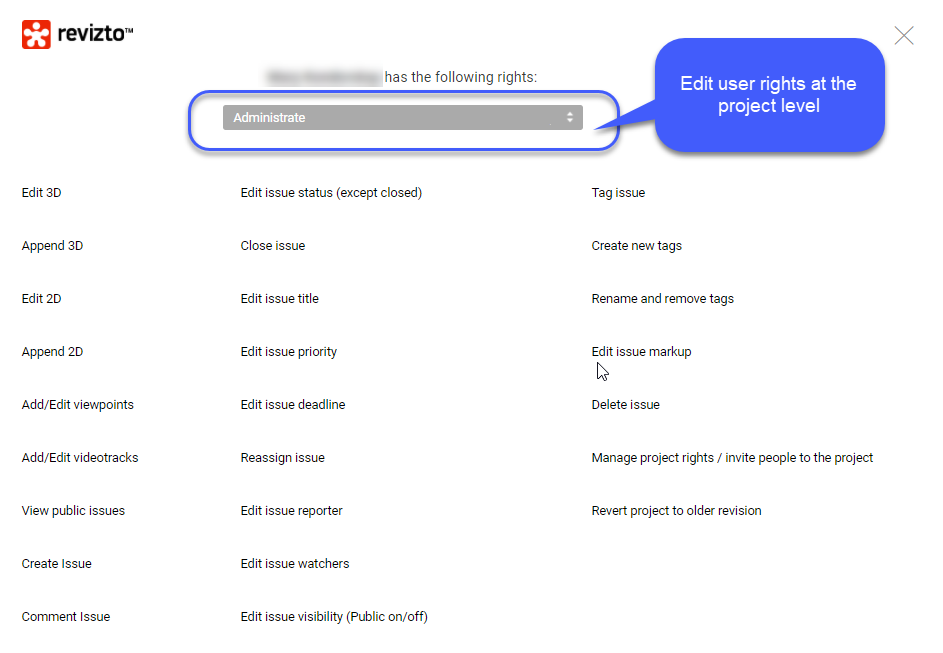 revizto™
has the following rights:
Edit user rights at the
project level
Administrate
Edit 3D
Edit issue status (except closed)
Tag issue
Append 3D
Close issue
Create new tags
Edit 2D
Edit issue title
Rename and remove tags
Append 2D
Edit issue priority
Edit issue markup
Add/Edit viewpoints
Edit issue deadline
Delete issue
Add/Edit videotracks
Reassign issue
Manage project rights / invite people to the project
View public issues
Edit issue reporter
Revert project to older revision
Create Issue
Edit issue watchers
Comment Issue
Edit issue visibility (Public on/off)